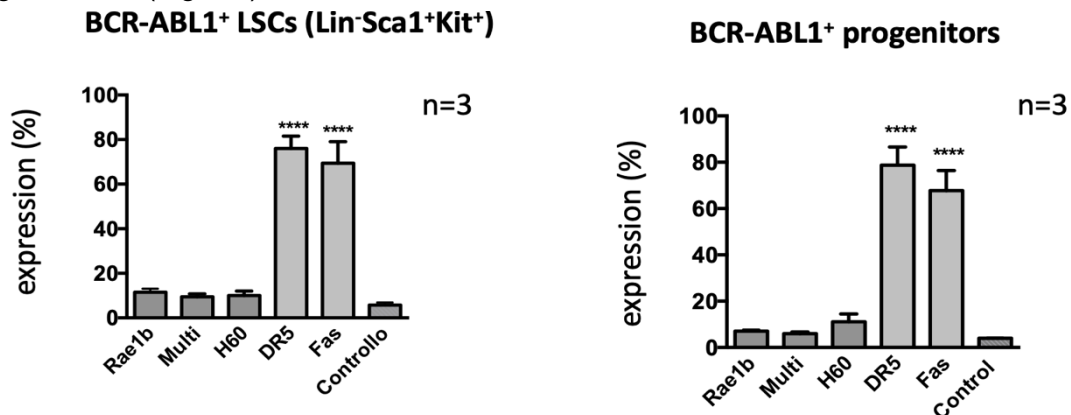 BCR-ABL1⁺ LSCs (Lin⁻Sca1⁺Kit⁺)
n=3
expression (%)
100
80
60
40
20
0
**** ****
Rae1b Multi H60 DR5 Fas Controllo
BCR-ABL1⁺ progenitors
n=3
expression (%)
100
80
60
40
20
0
**** ****
Rae1b Multi H60 DR5 Fas Control